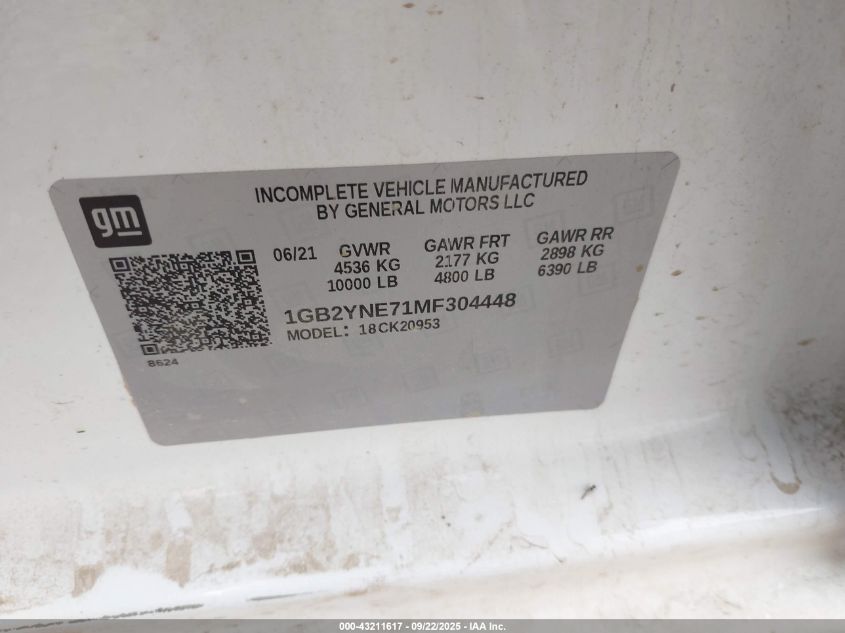 gm
INCOMPLETE VEHICLE MANUFACTURED
BY GENERAL MOTORS LLC
06/21 GVWR GAWR FRT GAWR RR
4536 KG 2177 KG 2898 KG
10000 LB 4800 LB 6390 LB
1GB2YNE71MF304448
MODEL: 18CK20953
8624
000-43211617 - 09/22/2025 - IAA Inc.